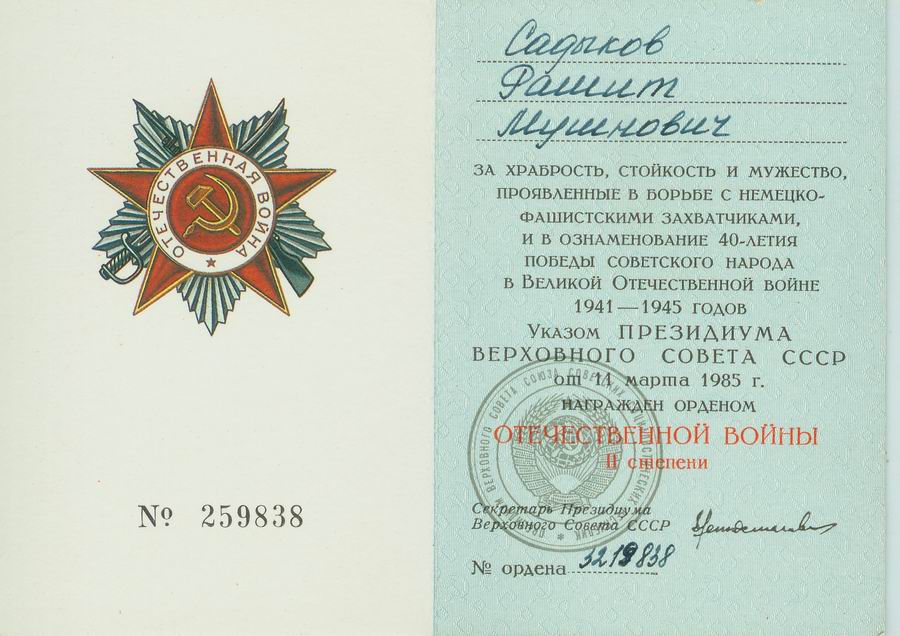 ОТЕЧЕСТВЕННАЯ ВОЙНА
№ 259838
Садыков
Рашит
Мушнович
ЗА ХРАБРОСТЬ, СТОЙКОСТЬ И МУЖЕСТВО,
ПРОЯВЛЕННЫЕ В БОРЬБЕ С НЕМЕЦКО-
ФАШИСТСКИМИ ЗАХВАТЧИКАМИ,
И В ОЗНАМЕНОВАНИЕ 40-ЛЕТИЯ
ПОБЕДЫ СОВЕТСКОГО НАРОДА
В ВЕЛИКОЙ ОТЕЧЕСТВЕННОЙ ВОЙНЕ
1941—1945 ГОДОВ
УКАЗОМ ПРЕЗИДИУМА
ВЕРХОВНОГО СОВЕТА СССР
от 11 марта 1985 г.
НАГРАЖДЕН ОРДЕНОМ
ОТЕЧЕСТВЕННОЙ ВОЙНЫ
II степени
Секретарь Президиума
Верховного Совета СССР
№ ордена 3219838